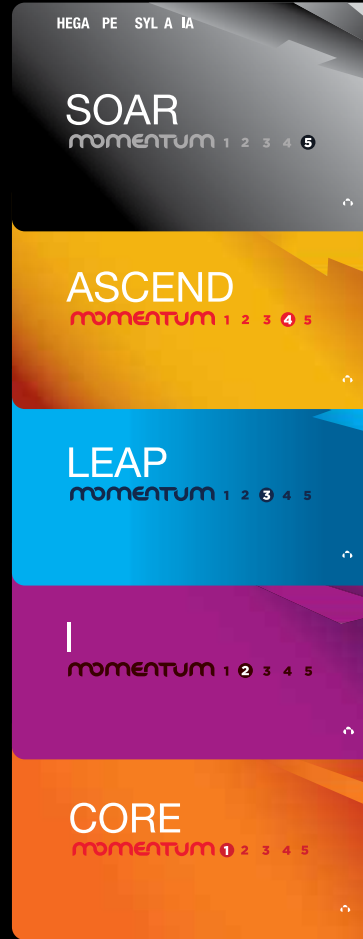 HEGA PE SYL A IA
SOAR
momentum 1 2 3 4 5
ASCEND
momentum 1 2 3 4 5
LEAP
momentum 1 2 3 4 5
I
momentum 1 2 3 4 5
CORE
momentum 1 2 3 4 5